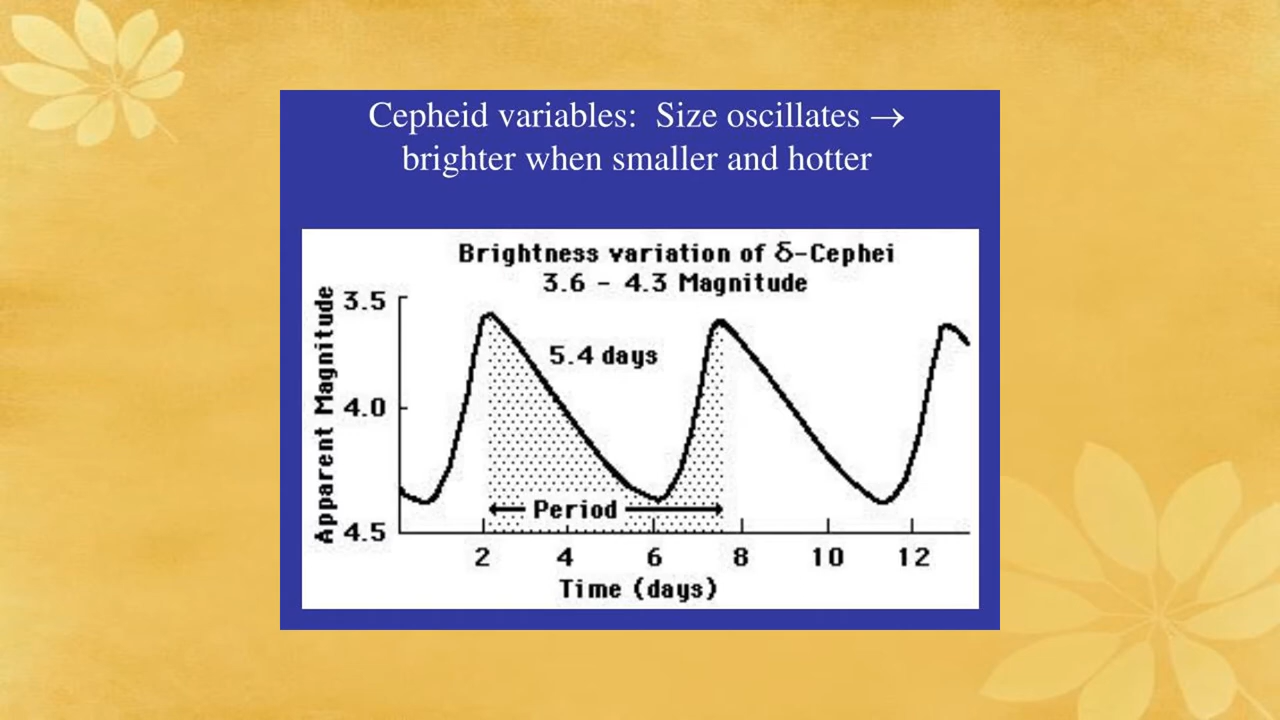 Cepheid variables:  Size oscillates →
brighter when smaller and hotter
Brightness variation of δ-Cephei
3.6 - 4.3 Magnitude
Apparent Magnitude
3.5
4.0
4.5
5.4 days
Period
2 4 6 8 10 12
Time (days)